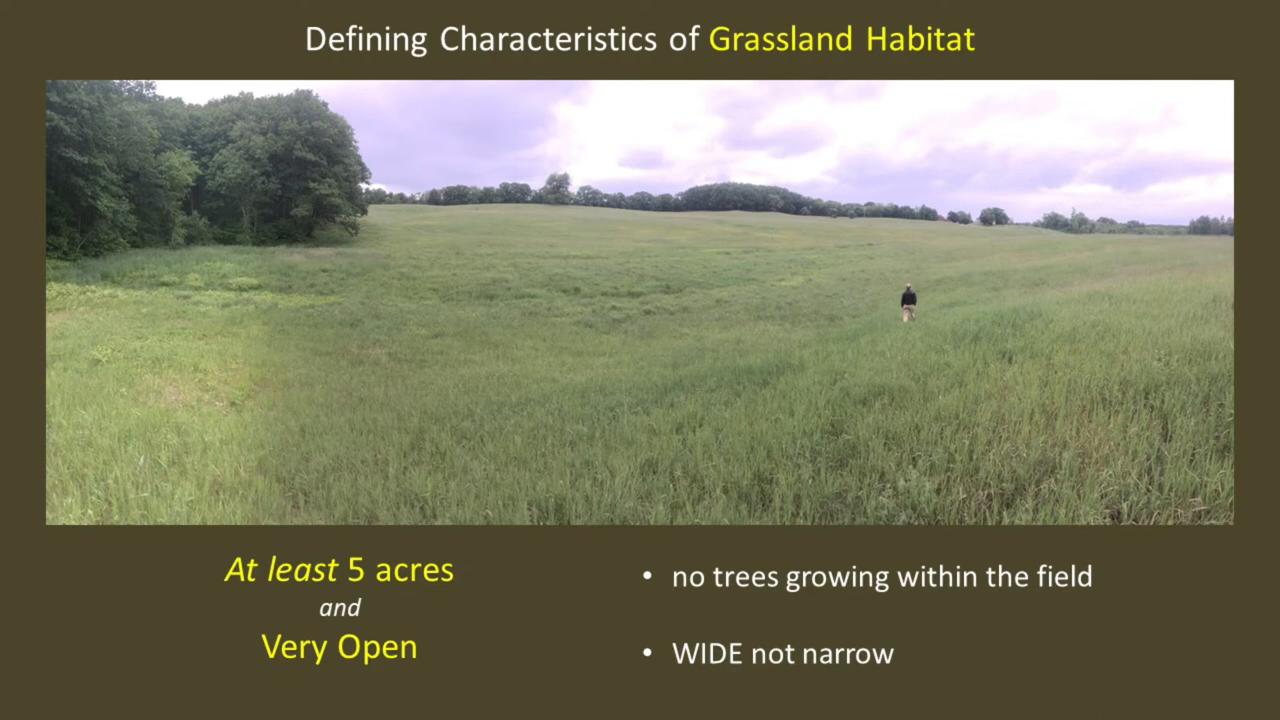 Defining Characteristics of Grassland Habitat
At least 5 acres
and
Very Open
• no trees growing within the field
• WIDE not narrow